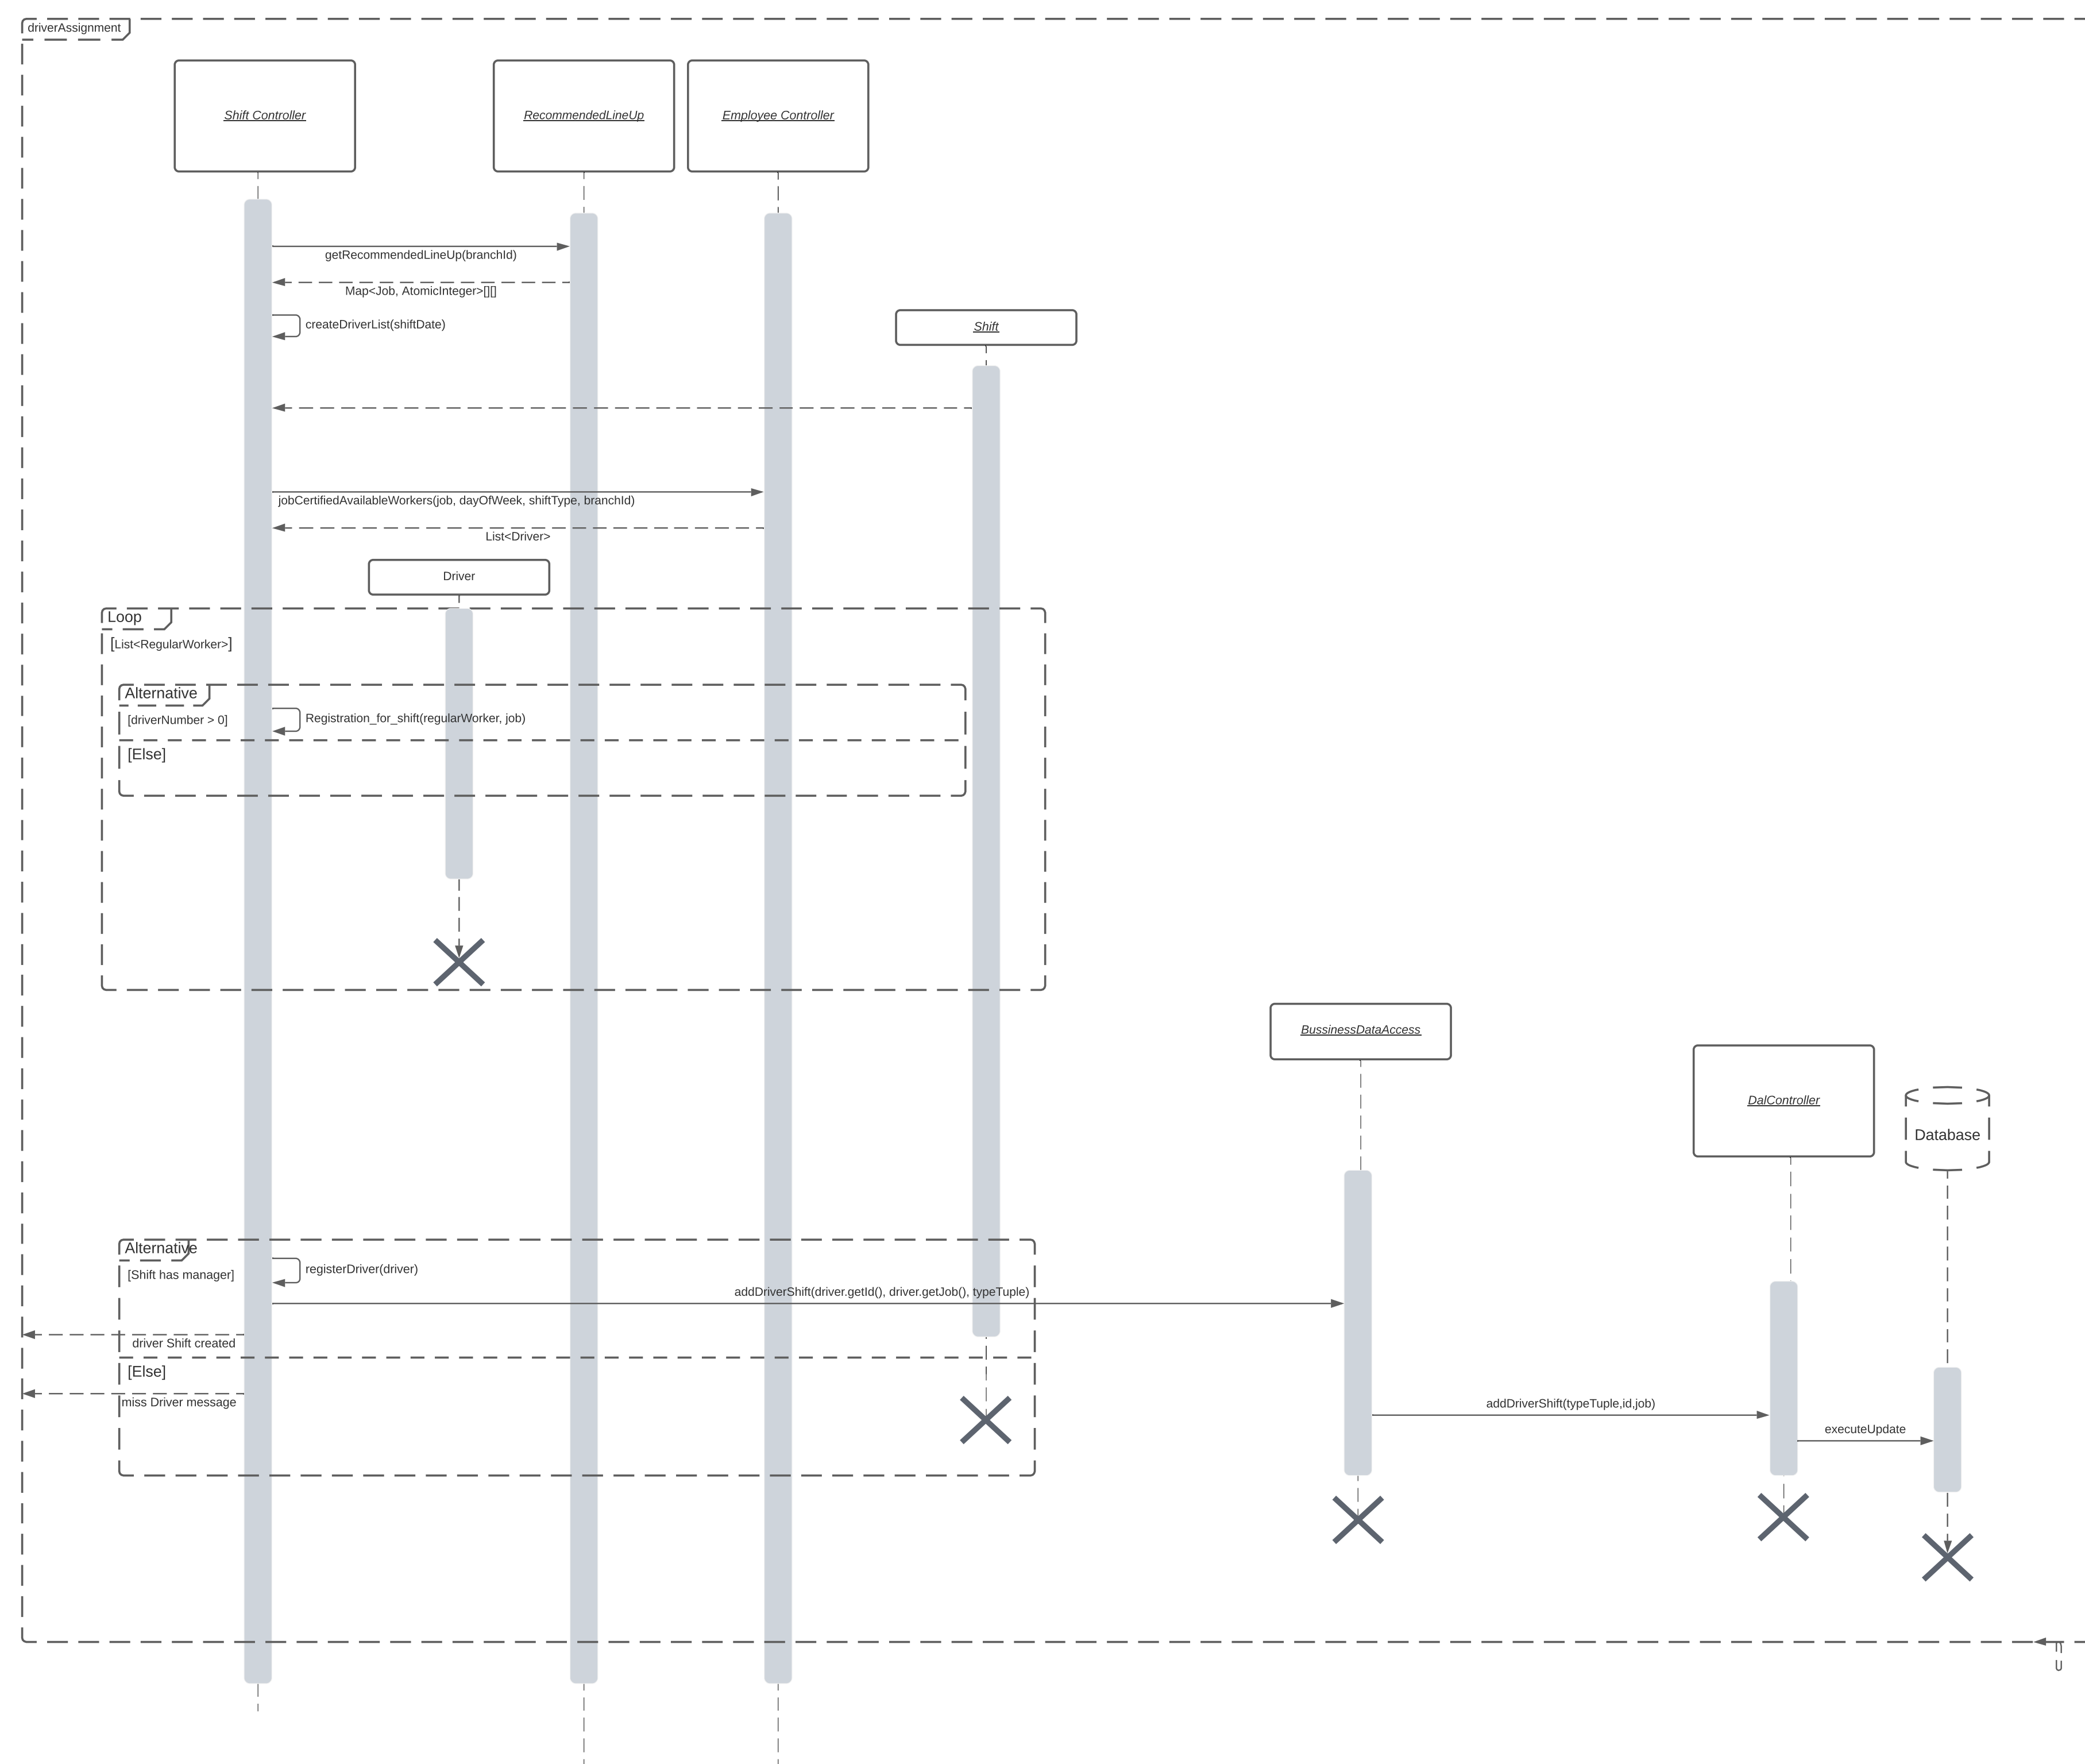 driverAssignment
Shift Controller
RecommendedLineUp
Employee Controller
getRecommendedLineUp(branchId)
Map<Job, AtomicInteger>[][]
createDriverList(shiftDate)
Shift
jobCertifiedAvailableWorkers(job, dayOfWeek, shiftType, branchId)
List<Driver>
Driver
Loop
[List<RegularWorker>]
Alternative
[driverNumber > 0]
Registration_for_shift(regularWorker, job)
[Else]
BussinessDataAccess
DalController
Database
Alternative
[Shift has manager]
registerDriver(driver)
addDriverShift(driver.getId(), driver.getJob(), typeTuple)
driver Shift created
[Else]
miss Driver message
addDriverShift(typeTuple,id,job)
executeUpdate